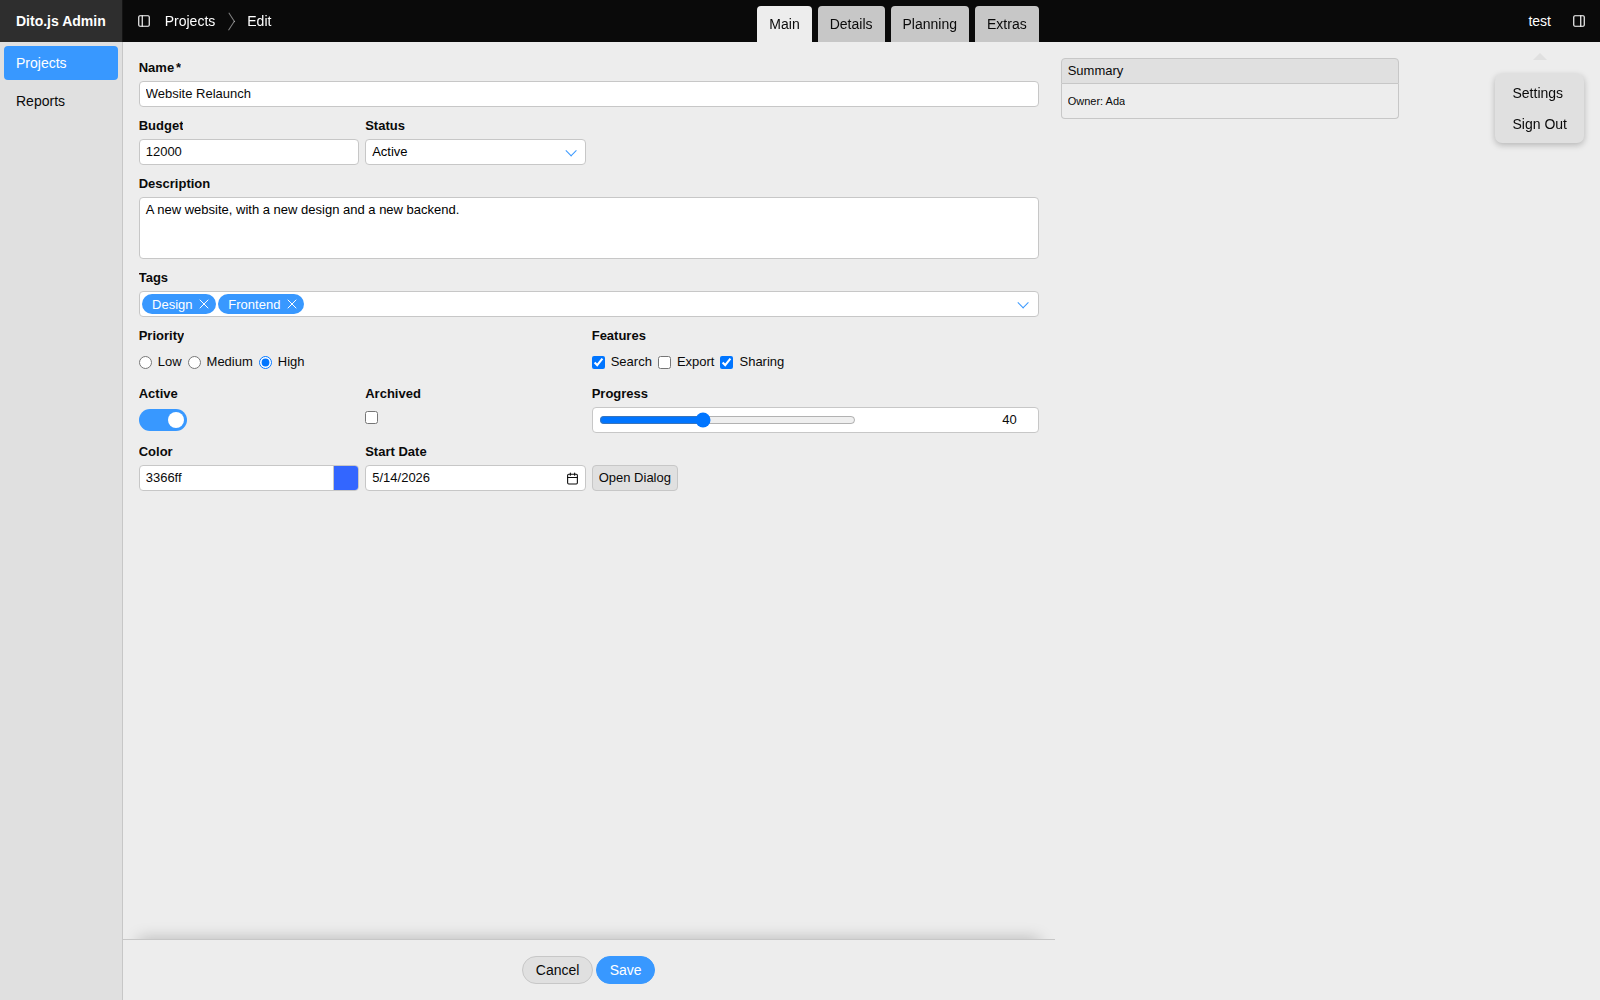 Dito.js Admin
Projects
Edit
Main
Details
Planning
Extras
test
Projects
Reports
Name*
Website Relaunch
Budget
Status
12000
Active
Description
A new website, with a new design and a new backend.
Tags
Design
Frontend
Priority
Features
Low
Medium
High
Search
Export
Sharing
Active
Archived
Progress
40
Color
Start Date
3366ff
5/14/2026
Open Dialog
Summary
Owner: Ada
Settings
Sign Out
Cancel
Save